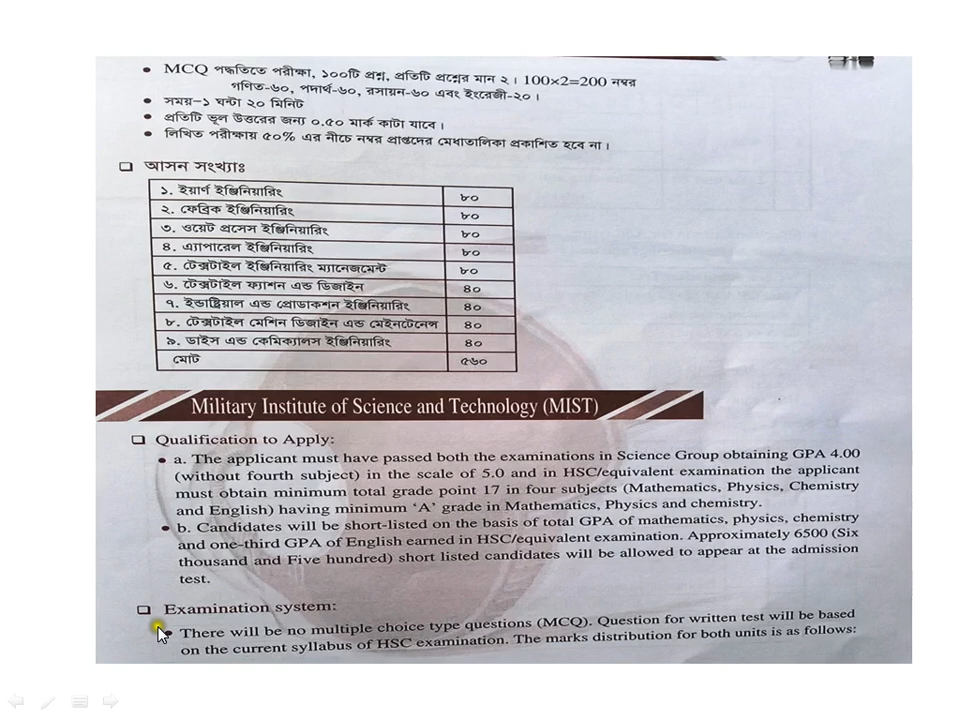 • MCQ পদ্ধতিতে পরীক্ষা, ১০০টি প্রশ্ন, প্রতিটি প্রশ্নের মান ২। 100×2=200 নম্বর
গণিত-৬০, পদার্থ-৬০, রসায়ন-৬০ এবং ইংরেজী-২০।
• সময়-১ ঘন্টা ২০ মিনিট
• প্রতিটি ভূল উত্তরের জন্য ০.৫০ মার্ক কাটা যাবে।
• লিখিত পরীক্ষায় ৫০% এর নীচে নম্বর প্রাপ্তদের মেধাতালিকা প্রকাশিত হবে না।
❑ আসন সংখ্যাঃ
১. ইয়ার্ণ ইঞ্জিনিয়ারিং ৮০
২. ফেব্রিক ইঞ্জিনিয়ারিং ৮০
৩. ওয়েট প্রসেস ইঞ্জিনিয়ারিং ৮০
৪. এ্যাপারেল ইঞ্জিনিয়ারিং ৮০
৫. টেক্সটাইল ইঞ্জিনিয়ারিং ম্যানেজমেন্ট ৮০
৬. টেক্সটাইল ফ্যাশন এন্ড ডিজাইন ৪০
৭. ইন্ডাষ্ট্রিয়াল এন্ড প্রোডাকশন ইঞ্জিনিয়ারিং ৪০
৮. টেক্সটাইল মেশিন ডিজাইন এন্ড মেইনটেনেন্স ৪০
৯. ডাইস এন্ড কেমিক্যালস ইঞ্জিনিয়ারিং ৪০
মোট ৫৬০
Military Institute of Science and Technology (MIST)
❑ Qualification to Apply:
• a. The applicant must have passed both the examinations in Science Group obtaining GPA 4.00
(without fourth subject) in the scale of 5.0 and in HSC/equivalent examination the applicant
must obtain minimum total grade point 17 in four subjects (Mathematics, Physics, Chemistry
and English) having minimum ‘A’ grade in Mathematics, Physics and chemistry.
• b. Candidates will be short-listed on the basis of total GPA of mathematics, physics, chemistry
and one-third GPA of English earned in HSC/equivalent examination. Approximately 6500 (Six
thousand and Five hundred) short listed candidates will be allowed to appear at the admission
test.
❑ Examination system:
• There will be no multiple choice type questions (MCQ). Question for written test will be based
on the current syllabus of HSC examination. The marks distribution for both units is as follows: